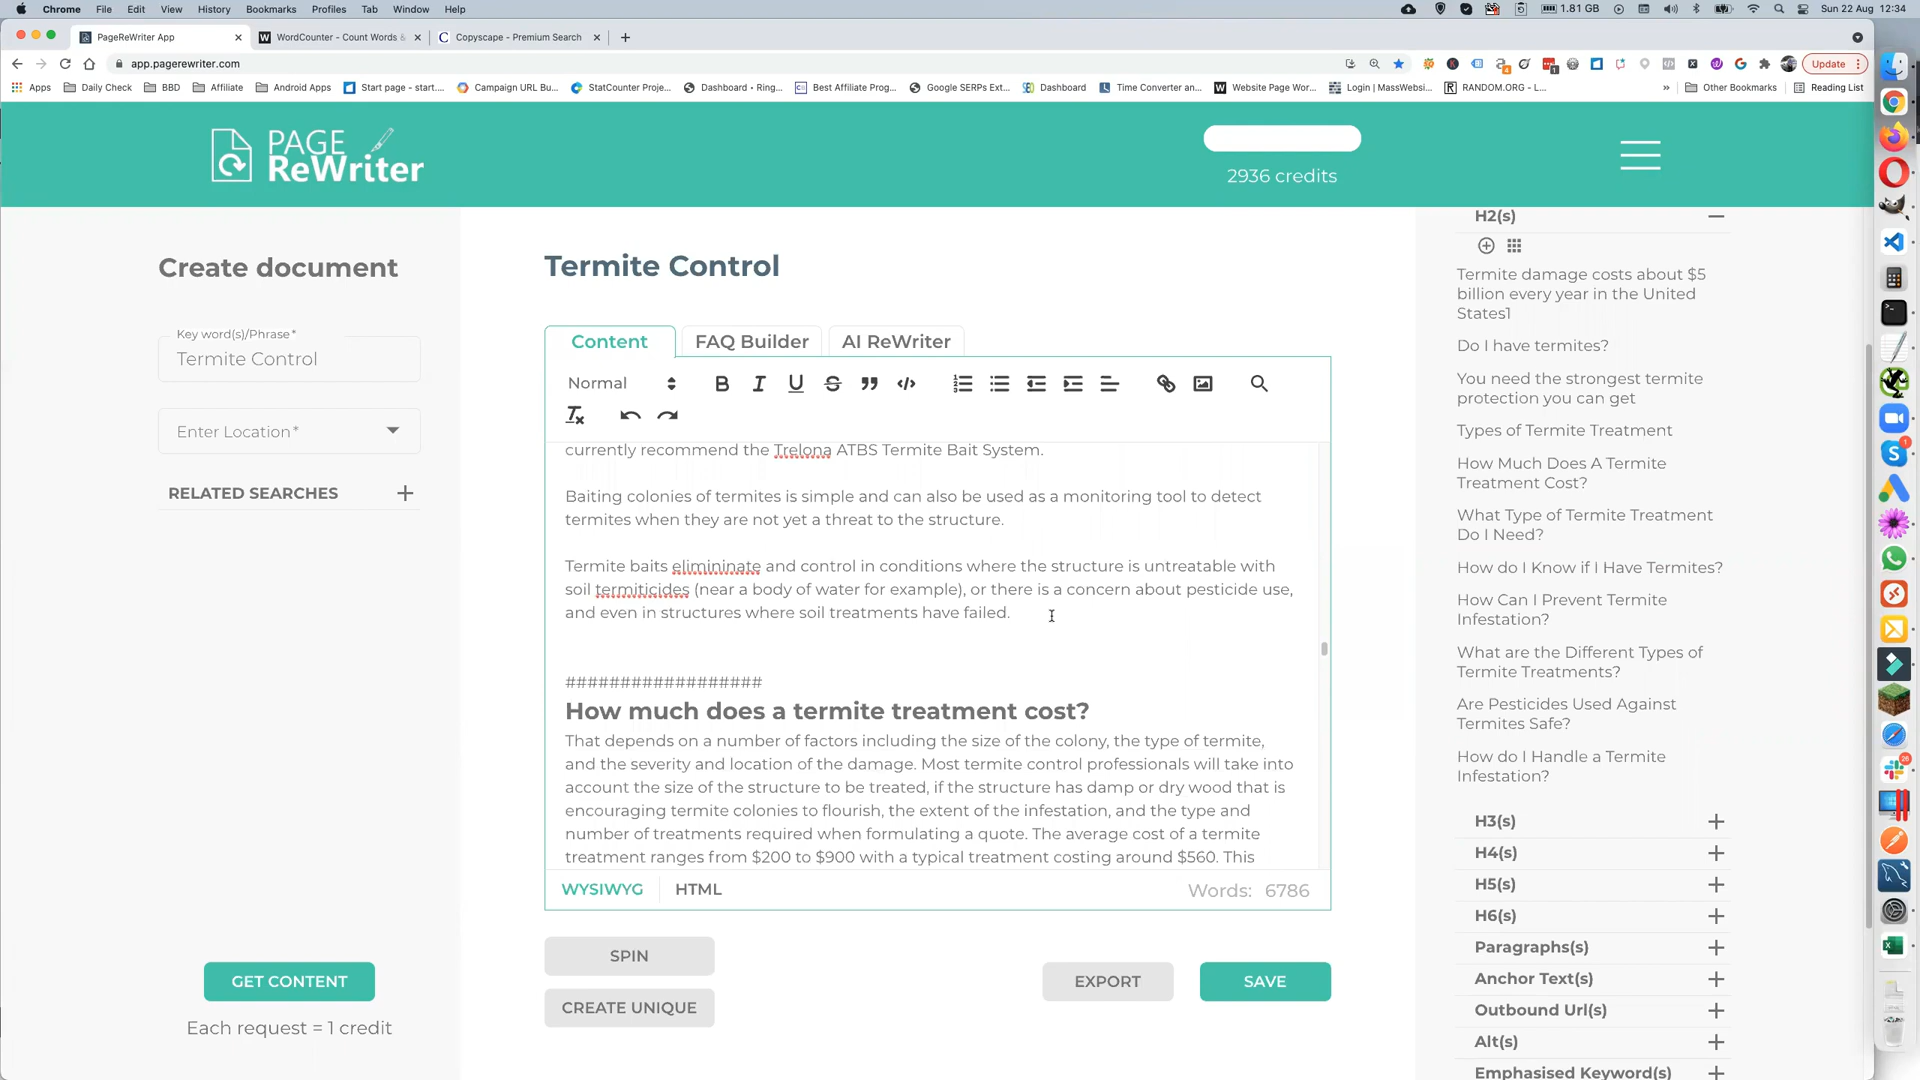 Chrome File Edit View History Bookmarks Profiles Tab Window Help
1.81 GB Sun 22 Aug 12:34
PageReWriter App
WordCounter - Count Words &
Copyscape - Premium Search
app.pagerewriter.com
Update
Apps
Daily Check
BBD
Affiliate
Android Apps
Start page - start....
Campaign URL Bu...
StatCounter Proje...
Dashboard • Ring...
Best Affiliate Prog...
Google SERPs Ext...
Dashboard
Time Converter an...
Website Page Wor...
Login | MassWebsi...
RANDOM.ORG - L...
»
Other Bookmarks
Reading List
PAGE
ReWriter
2936 credits
Create document
Key word(s)/Phrase*
Termite Control
Enter Location*
RELATED SEARCHES
GET CONTENT
Each request = 1 credit
Termite Control
Content
FAQ Builder
AI ReWriter
Normal
currently recommend the Trelona ATBS Termite Bait System.
Baiting colonies of termites is simple and can also be used as a monitoring tool to detect
termites when they are not yet a threat to the structure.
Termite baits elimininate and control in conditions where the structure is untreatable with
soil termiticides (near a body of water for example), or there is a concern about pesticide use,
and even in structures where soil treatments have failed.
##################
How much does a termite treatment cost?
That depends on a number of factors including the size of the colony, the type of termite,
and the severity and location of the damage. Most termite control professionals will take into
account the size of the structure to be treated, if the structure has damp or dry wood that is
encouraging termite colonies to flourish, the extent of the infestation, and the type and
number of treatments required when formulating a quote. The average cost of a termite
treatment ranges from $200 to $900 with a typical treatment costing around $560. This
WYSIWYG
HTML
Words: 6786
SPIN
CREATE UNIQUE
EXPORT
SAVE
H2(s)
Termite damage costs about $5
billion every year in the United
States1
Do I have termites?
You need the strongest termite
protection you can get
Types of Termite Treatment
How Much Does A Termite
Treatment Cost?
What Type of Termite Treatment
Do I Need?
How do I Know if I Have Termites?
How Can I Prevent Termite
Infestation?
What are the Different Types of
Termite Treatments?
Are Pesticides Used Against
Termites Safe?
How do I Handle a Termite
Infestation?
H3(s)
H4(s)
H5(s)
H6(s)
Paragraphs(s)
Anchor Text(s)
Outbound Url(s)
Alt(s)
Emphasised Keyword(s)